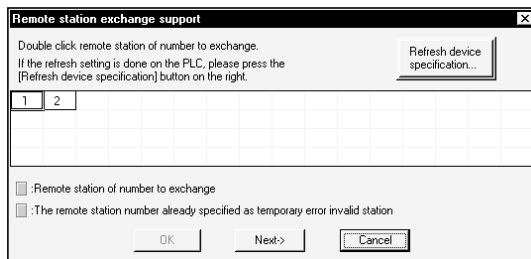 Remote station exchange support
Double click remote station of number to exchange.
If the refresh setting is done on the PLC, please press the
[Refresh device specification] button on the right.
Refresh device
specification...
1 2
:Remote station of number to exchange
:The remote station number already specified as temporary error invalid station
OK Next-> Cancel